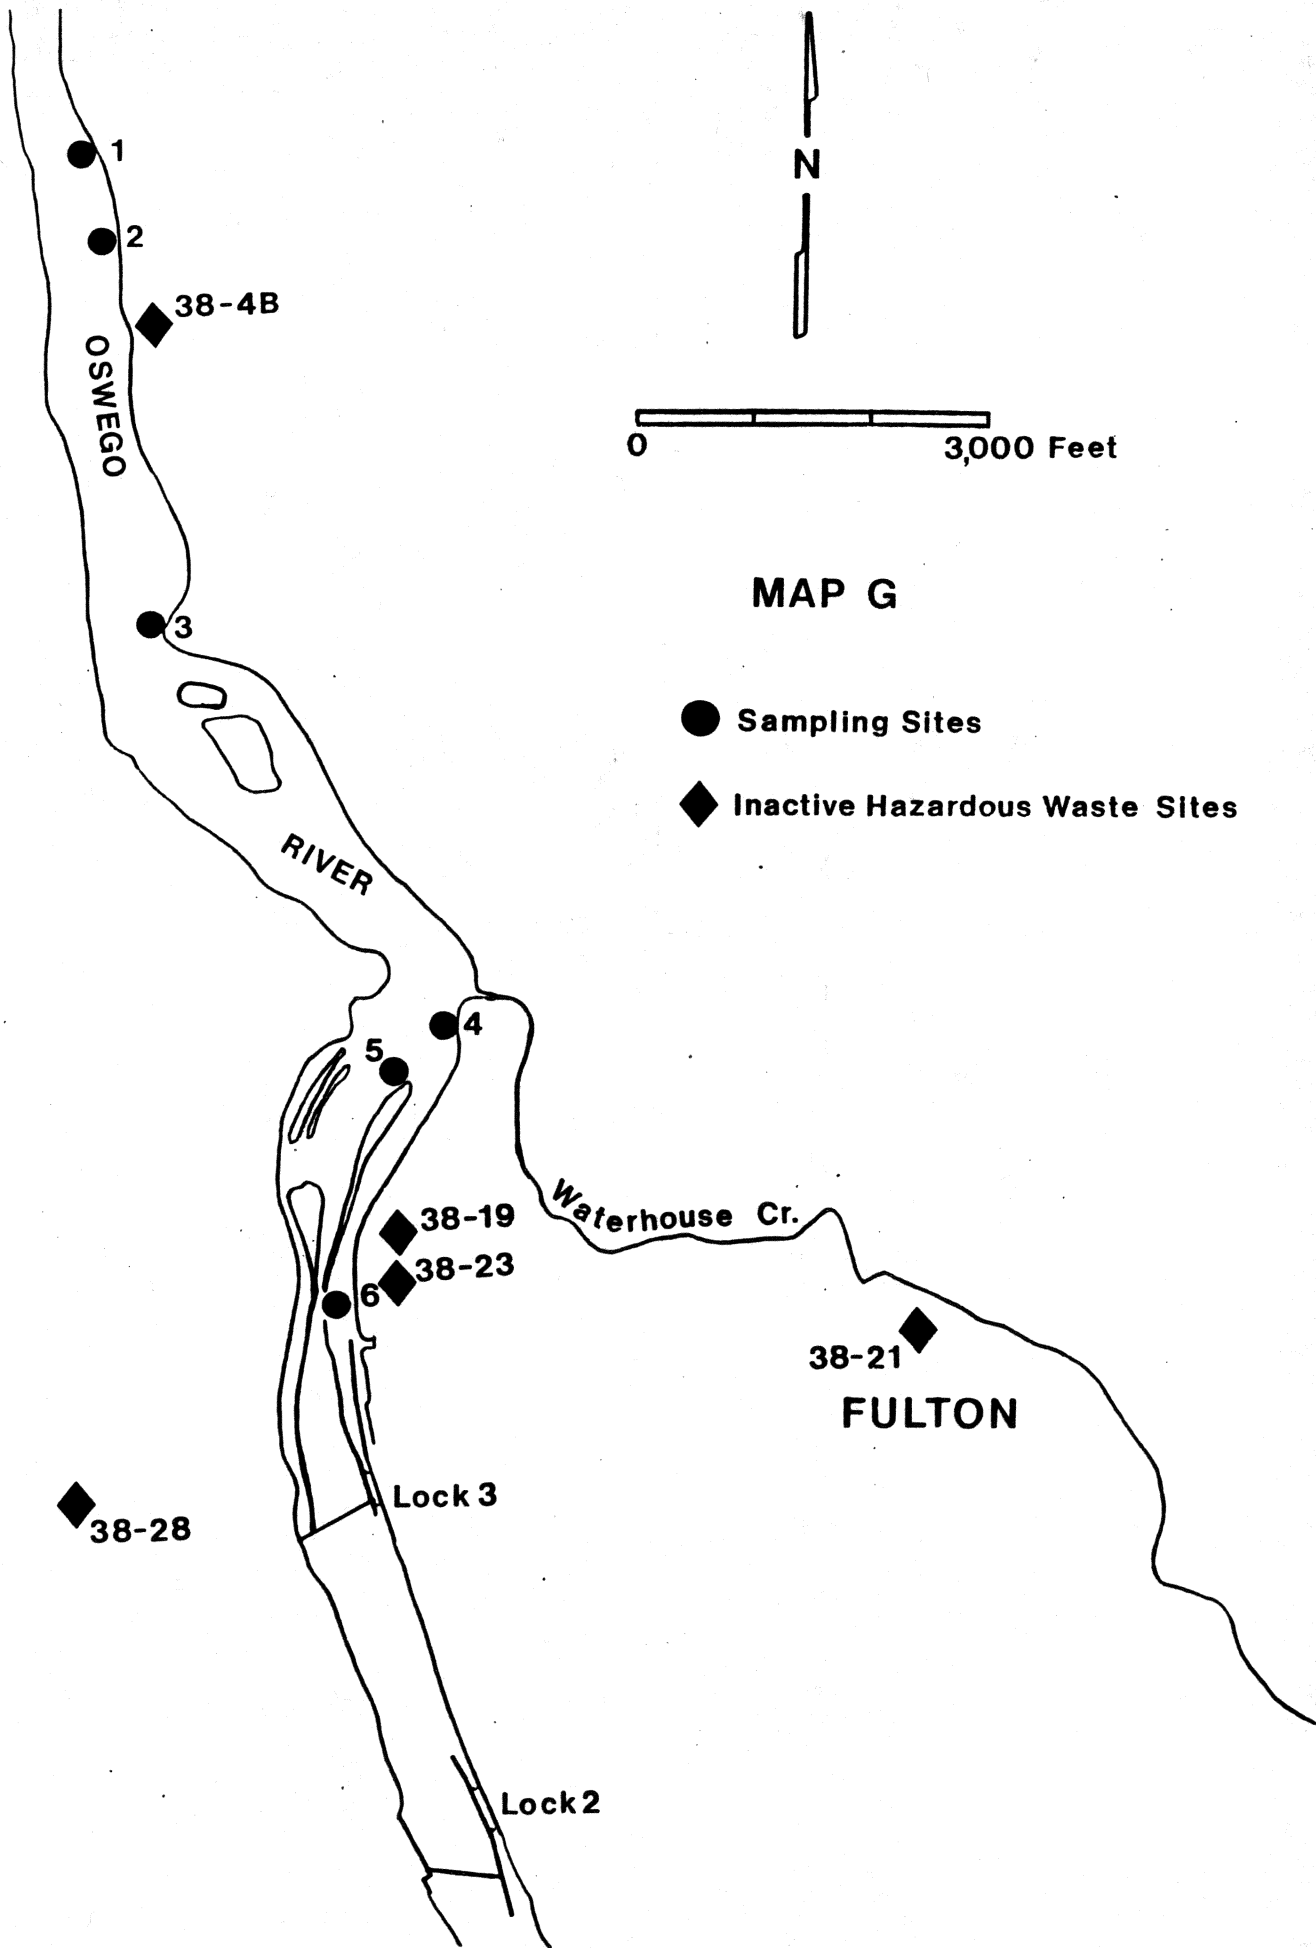 1
N
2
38-4B
OSWEGO
0
3,000 Feet
MAP G
3
Sampling Sites
Inactive Hazardous Waste Sites
RIVER
4
5
Waterhouse Cr.
38-19
38-23
6
38-21
FULTON
Lock 3
38-28
Lock 2